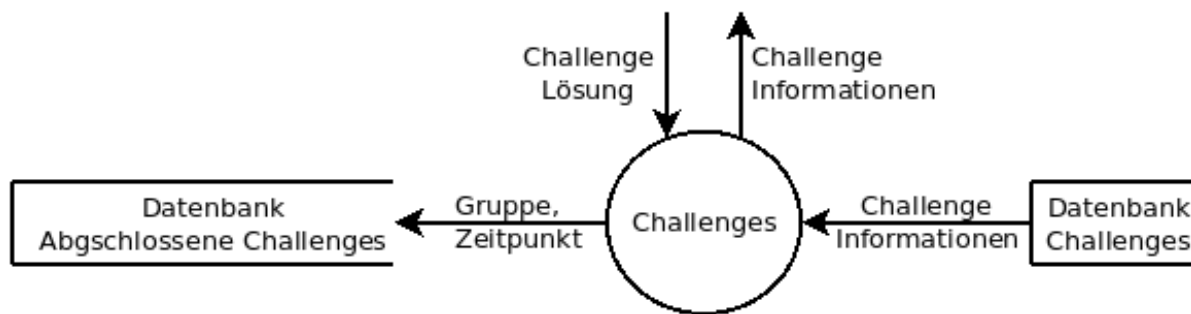 Challenge
Lösung
Challenge
Informationen
Datenbank
Abgschlossene Challenges
Gruppe,
Zeitpunkt
Challenges
Challenge
Informationen
Datenbank
Challenges